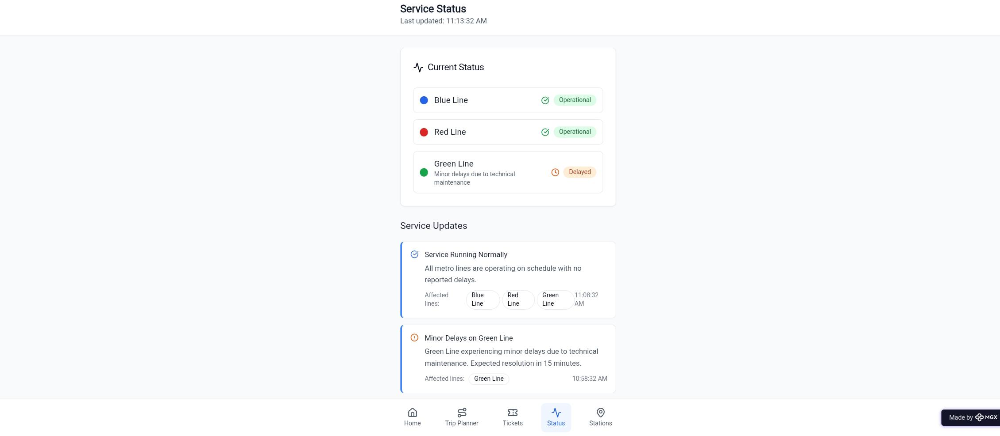 Service Status
Last updated: 11:13:32 AM
Current Status
Blue Line
Operational
Red Line
Operational
Green Line
Minor delays due to technical
maintenance
Delayed
Service Updates
Service Running Normally
All metro lines are operating on schedule with no
reported delays.
Affected
lines:
Blue
Line
Red
Line
Green
Line
11:08:32
AM
Minor Delays on Green Line
Green Line experiencing minor delays due to technical
maintenance. Expected resolution in 15 minutes.
Affected lines: Green Line 10:58:32 AM
Home
Trip Planner
Tickets
Status
Stations
Made by MGX